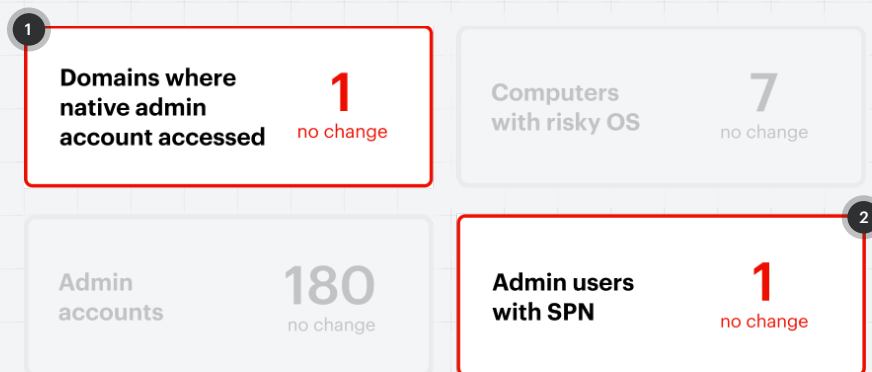 1
Domains where
native admin
account accessed
1
no change
Computers
with risky OS
7
no change
2
Admin
accounts
180
no change
Admin users
with SPN
1
no change